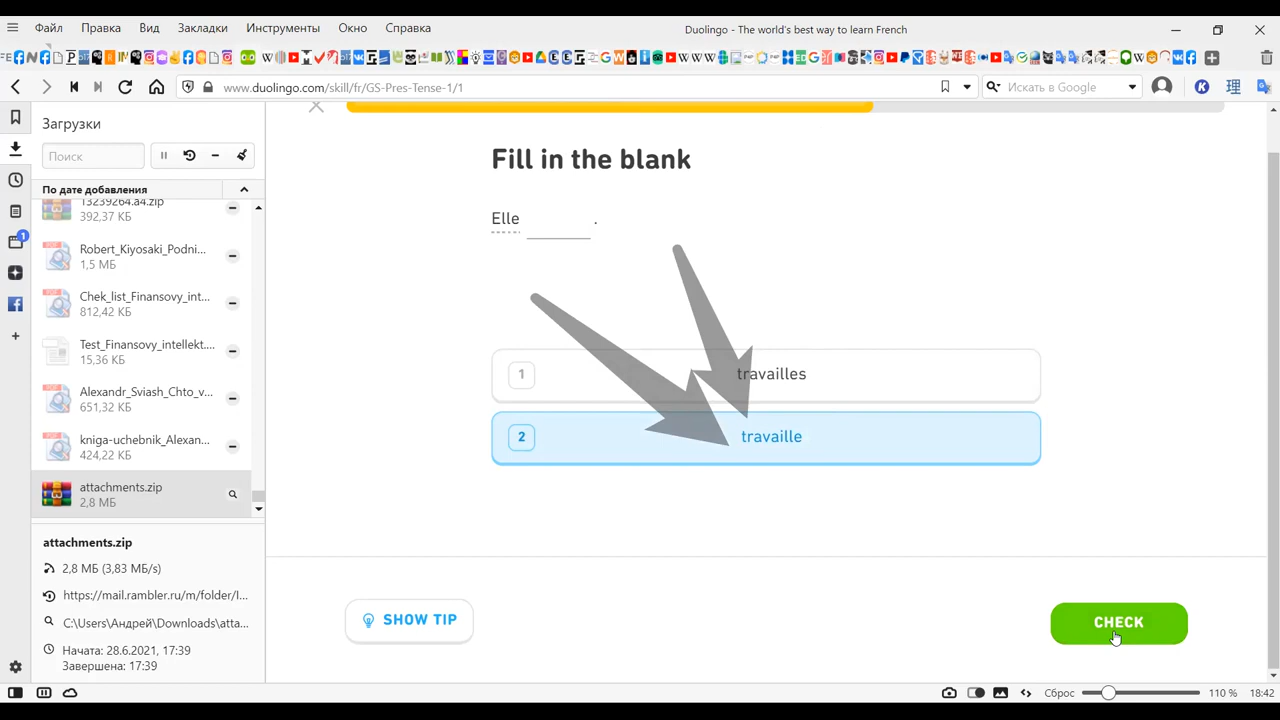 Файл Правка Вид Закладки Инструменты Окно Справка
Duolingo - The world's best way to learn French
www.duolingo.com/skill/fr/GS-Pres-Tense-1/1
Искать в Google
Загрузки
Поиск
По дате добавления
13239264.a4.zip
392,37 КБ
Robert_Kiyosaki_Podni...
1,5 МБ
Chek_list_Finansovy_int...
812,42 КБ
Test_Finansovy_intellekt....
15,36 КБ
Alexandr_Sviash_Chto_v...
651,32 КБ
kniga-uchebnik_Alexan...
424,22 КБ
attachments.zip
2,8 МБ
attachments.zip
2,8 МБ (3,83 МБ/s)
https://mail.rambler.ru/m/folder/I...
C:\Users\Андрей\Downloads\atta...
Начата: 28.6.2021, 17:39
Завершена: 17:39
1
Fill in the blank
Elle ______ .
1 travailles
2 travaille
SHOW TIP
CHECK
Сброс 110 % 18:42